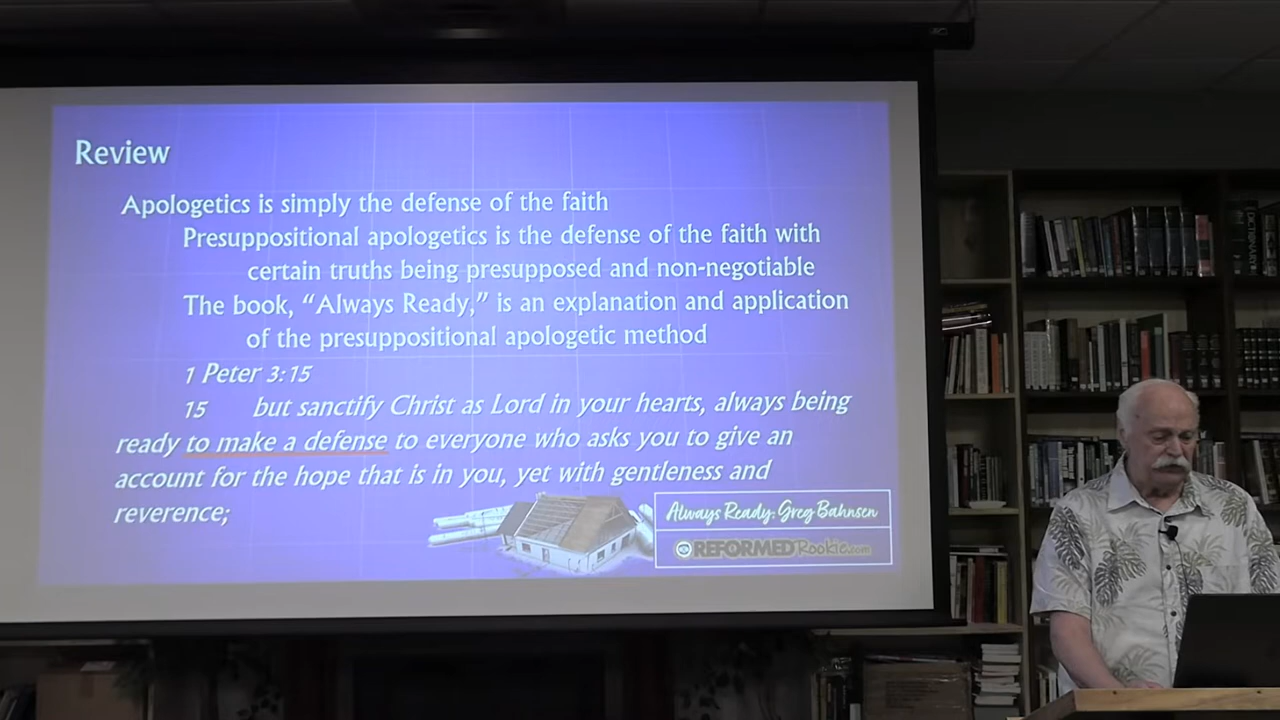 Review
Apologetics is simply the defense of the faith
Presuppositional apologetics is the defense of the faith with
certain truths being presupposed and non-negotiable
The book, “Always Ready,” is an explanation and application
of the presuppositional apologetic method
1 Peter 3:15
15 but sanctify Christ as Lord in your hearts, always being
ready to make a defense to everyone who asks you to give an
account for the hope that is in you, yet with gentleness and
reverence;
Always Ready: Greg Bahnsen
REFORMEDRookie.com
DICTIONARY